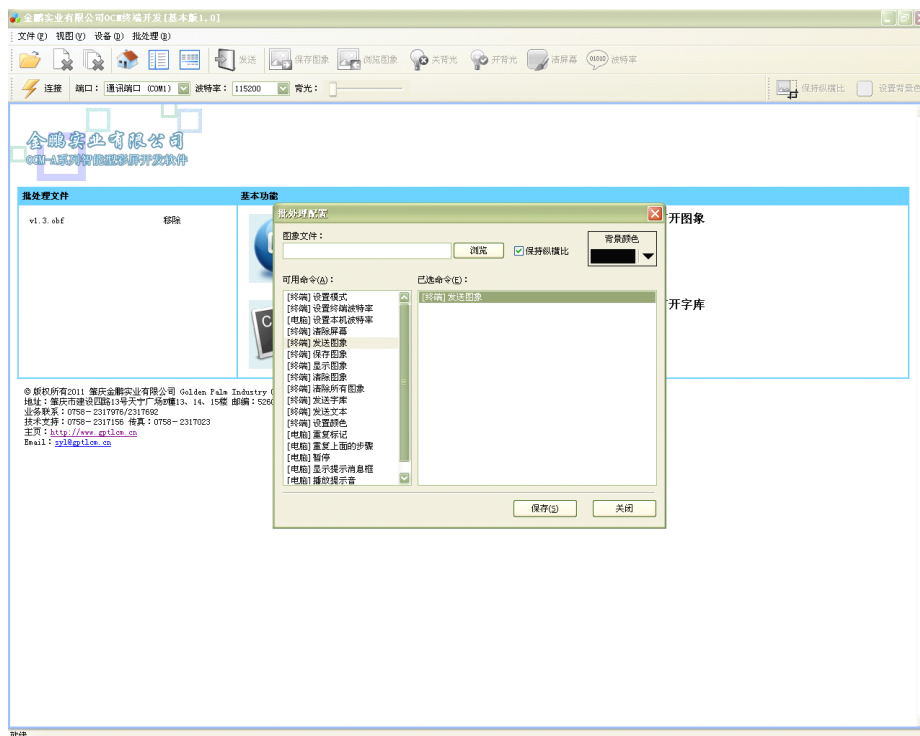 金鹏实业有限公司OCM终端开发[基本版1.0]
文件(F) 视图(V) 设备(D) 批处理(B)
发送 保存图象 浏览图象 关背光 开背光 清屏幕 波特率
连接 端口： 通讯端口 (COM1) 波特率： 115200 背光： 保持纵横比 设置背景色
金鹏实业有限公司
OCM-A系列智能型彩屏开发软件
批处理文件 基本功能
v1.3.obf 移除
开图象
开字库
批处理配置
图象文件：
浏览 保持纵横比 背景颜色
可用命令(A)： 已选命令(E)：
[终端] 设置模式
[终端] 设置终端波特率
[电脑] 设置本机波特率
[终端] 清除屏幕
[终端] 发送图象
[终端] 保存图象
[终端] 显示图象
[终端] 清除图象
[终端] 清除所有图象
[终端] 发送字库
[终端] 发送文本
[终端] 设置颜色
[电脑] 重复标记
[电脑] 重复上面的步骤
[电脑] 暂停
[电脑] 显示提示消息框
[电脑] 播放提示音
[终端] 发送图象
保存(S) 关闭
©版权所有2011 肇庆金鹏实业有限公司 Golden Palm Industry
地址：肇庆市建设四路13号天宁广场B幢13、14、15楼 邮编：5260
业务联系：0758－2317976/2317692
技术支持：0758－2317156 传真：0758－2317023
主页：http://www.gptlcm.cn
Email：syl@gptlcm.cn
就绪